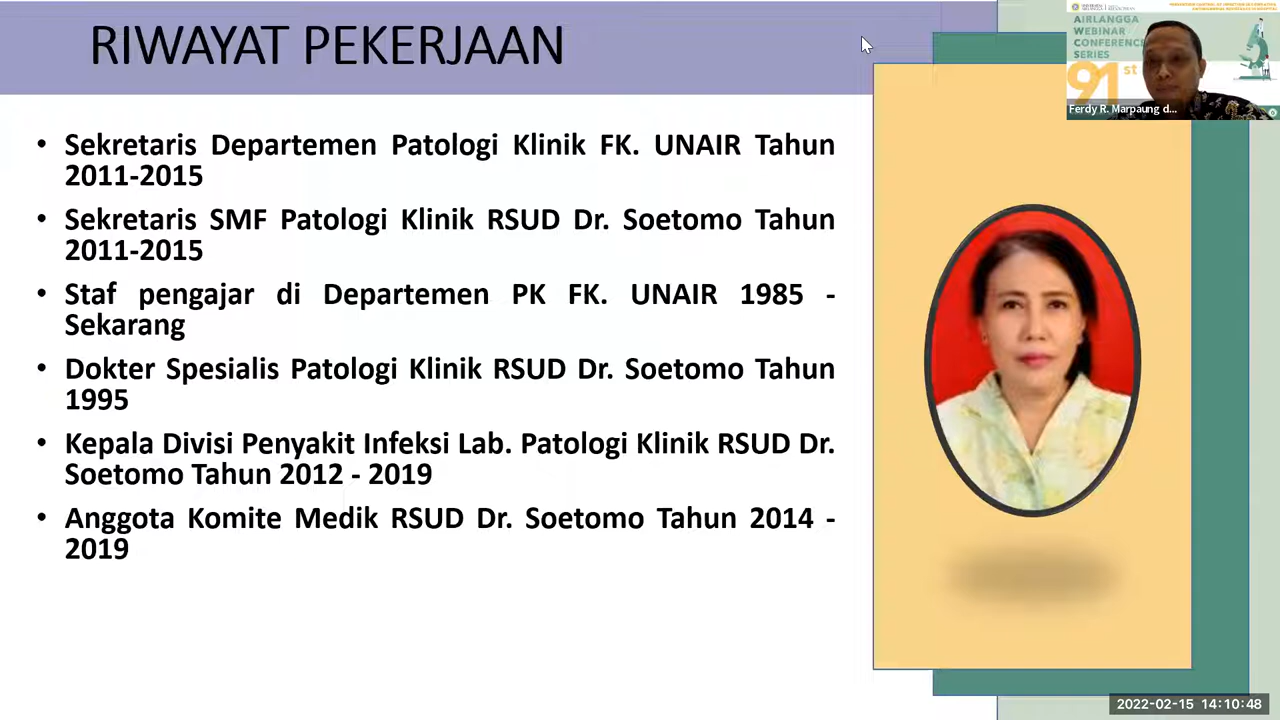 RIWAYAT PEKERJAAN
• Sekretaris Departemen Patologi Klinik FK. UNAIR Tahun
2011-2015
• Sekretaris SMF Patologi Klinik RSUD Dr. Soetomo Tahun
2011-2015
• Staf pengajar di Departemen PK FK. UNAIR 1985 -
Sekarang
• Dokter Spesialis Patologi Klinik RSUD Dr. Soetomo Tahun
1995
• Kepala Divisi Penyakit Infeksi Lab. Patologi Klinik RSUD Dr.
Soetomo Tahun 2012 - 2019
• Anggota Komite Medik RSUD Dr. Soetomo Tahun 2014 -
2019
AIRLANGGA
WEBINAR
CONFERENCE
SERIES
91st
Ferdy R. Marpaung d...
2022-02-15 14:10:48